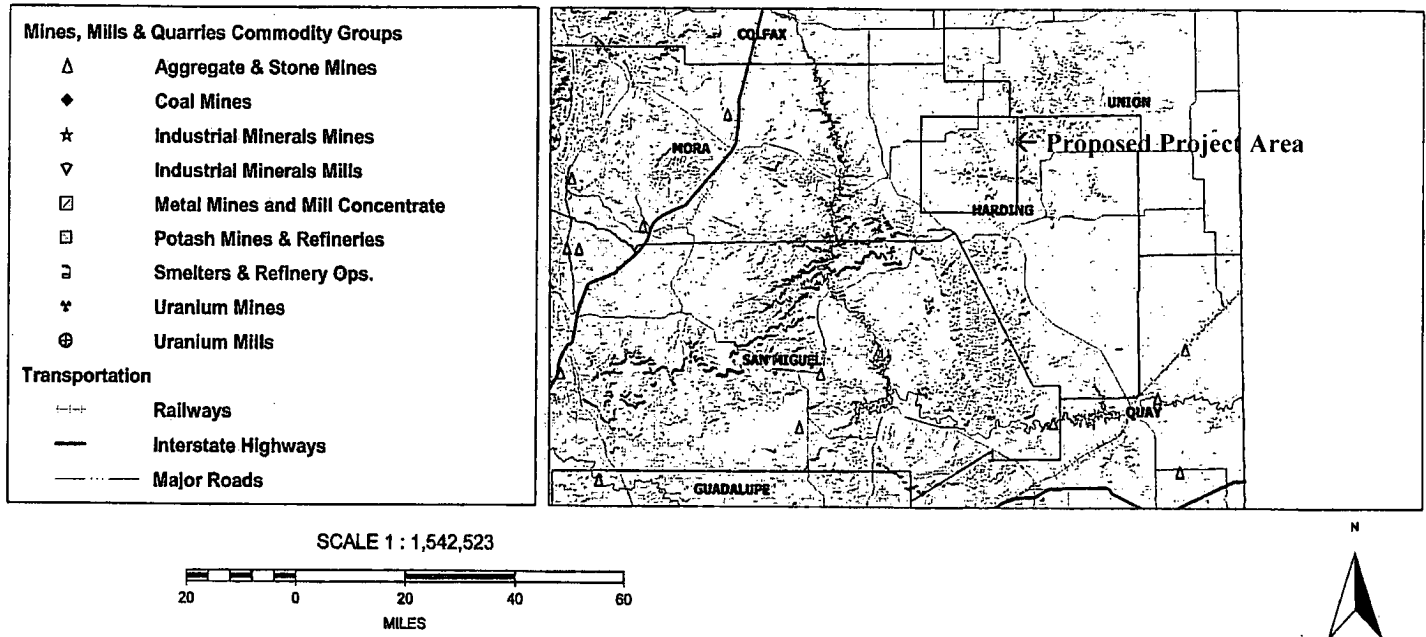 Mines, Mills & Quarries Commodity Groups
Aggregate & Stone Mines
Coal Mines
Industrial Minerals Mines
Industrial Minerals Mills
Metal Mines and Mill Concentrate
Potash Mines & Refineries
Smelters & Refinery Ops.
Uranium Mines
Uranium Mills
Transportation
Railways
Interstate Highways
Major Roads
COLFAX
UNION
MORA
← Proposed Project Area
HARDING
SAN MIGUEL
QUAY
GUADALUPE
SCALE 1 : 1,542,523
20 0 20 40 60
MILES
N